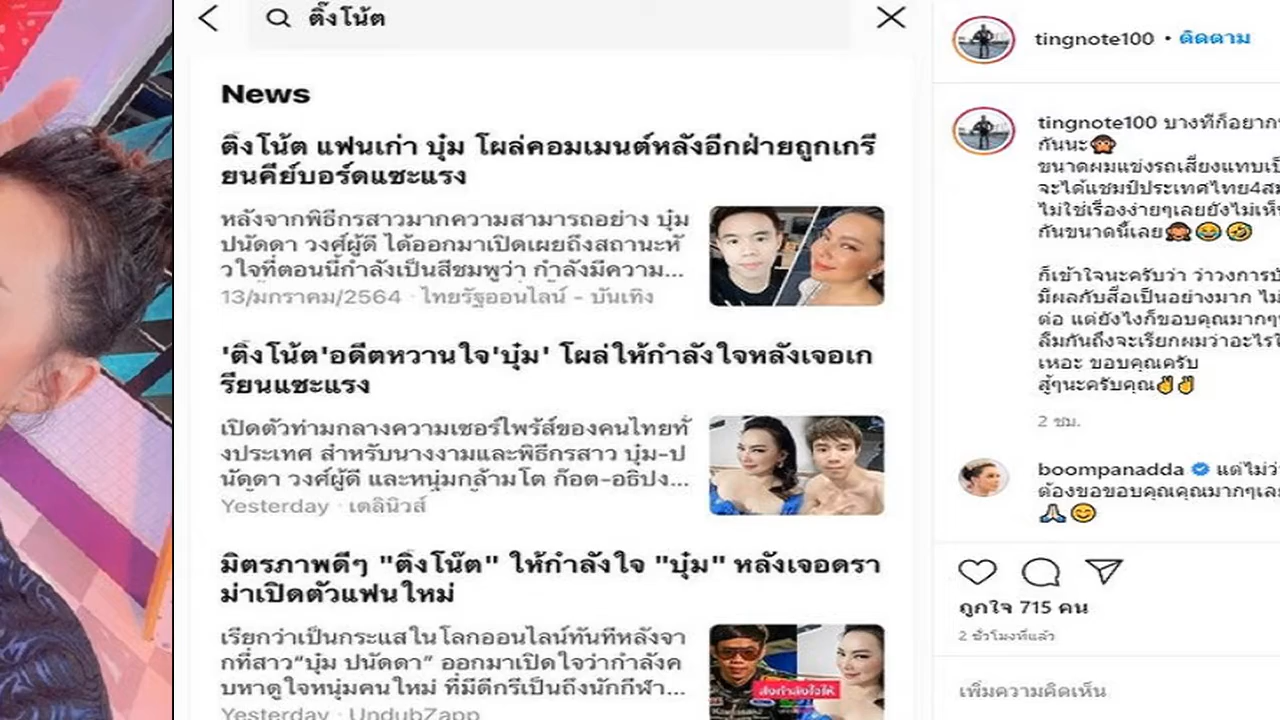 ติ๊งโน้ต
News
ติงโน้ต แฟนเก่า บุ๋ม โผล่คอมเมนต์หลังอีกฝ่ายถูกเกรี
ยนคีย์บอร์ดแซะแรง
หลังจากพิธีกรสาวมากความสามารถอย่าง บุ๋ม
ปนัดดา วงศ์ผู้ดี ได้ออกมาเปิดเผยถึงสถานะหั
วใจที่ตอนนี้กำลังเป็นสีชมพูว่า กำลังมีความ...
13/มกราคม/2564 · ไทยรัฐออนไลน์ - บันเทิง
'ติ่งโน้ต'อดีตหวานใจ'บุ๋ม' โผล่ให้กำลังใจหลังเจอเก
รียนแซะแรง
เปิดตัวท่ามกลางความเซอร์ไพร้ส์ของคนไทยทั้
งประเทศ สำหรับนางงามและพิธีกรสาว บุ๋ม-ป
นัดดา วงศ์ผู้ดี และหนุ่มกล้ามโต ก๊อต-อธิปง...
Yesterday · เดลินิวส์
มิตรภาพดีๆ "ติ่งโน๊ต" ให้กำลังใจ "บุ๋ม" หลังเจอดรา
ม่าเปิดตัวแฟนใหม่
เรียกว่าเป็นกระแสในโลกออนไลน์ทันทีหลังจา
กที่สาว“บุ๋ม ปนัดดา” ออกมาเปิดใจว่ากำลังค
บหาดูใจหนุ่มคนใหม่ ที่มีดีกรีเป็นถึงนักกีฬา...
Yesterday · UndubZapp
ส่งกำลังใจให้
tingnote100 • ติดตาม
tingnote100 บางทีก็อยาก
กันนะ🙊
ขนาดผมแข่งรถเสี่ยงแทบเป็
จะได้แชมป์ประเทศไทย4สม
ไม่ใช่เรื่องง่ายๆเลยยังไม่เห็
กันขนาดนี้เลย🙊😂🤣
ก็เข้าใจนะครับว่า ว่าวงการบั
มีผลกับสื่อเป็นอย่างมาก ไม่
ต่อ แต่ยังไงก็ขอบคุณมากๆ
ลืมกันถึงจะเรียกผมว่าอะไรใ
เหอะ ขอบคุณครับ
สู้ๆนะครับคุณ✌️✌️
2 ชม.
boompanadda แต่ไม่ว่
ต้องขอขอบคุณคุณมากๆเลย
🙏😊
ถูกใจ 715 คน
2 ชั่วโมงที่แล้ว
เพิ่มความคิดเห็น